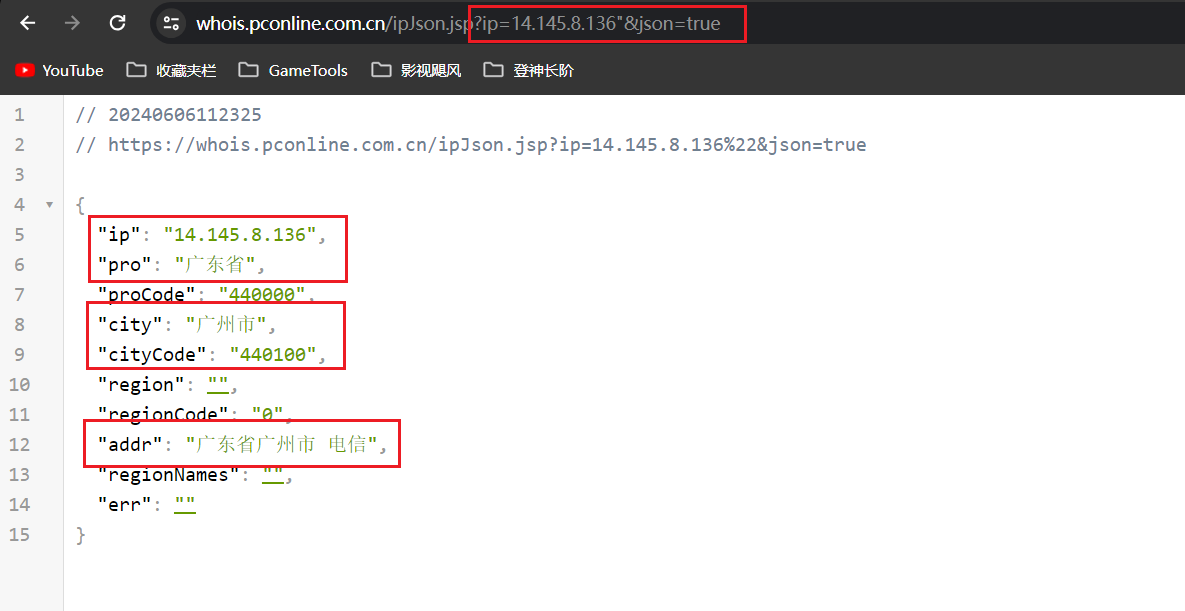 whois.pconline.com.cn/ipJson.jsp?ip=14.145.8.136"&json=true
YouTube 收藏夹栏 GameTools 影视飓风 登神长阶
1 // 20240606112325
2 // https://whois.pconline.com.cn/ipJson.jsp?ip=14.145.8.136%22&json=true
3
4 {
5 "ip": "14.145.8.136",
6 "pro": "广东省",
7 "proCode": "440000",
8 "city": "广州市",
9 "cityCode": "440100",
10 "region": "",
11 "regionCode": "0",
12 "addr": "广东省广州市 电信",
13 "regionNames": "",
14 "err": ""
15 }